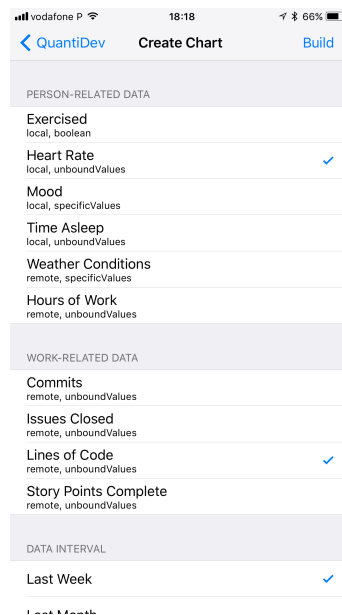 vodafone P 18:18 66%
QuantiDev Create Chart Build
PERSON-RELATED DATA
Exercised
local, boolean
Heart Rate
local, unboundValues
Mood
local, specificValues
Time Asleep
local, unboundValues
Weather Conditions
remote, specificValues
Hours of Work
remote, unboundValues
WORK-RELATED DATA
Commits
remote, unboundValues
Issues Closed
remote, unboundValues
Lines of Code
remote, unboundValues
Story Points Complete
remote, unboundValues
DATA INTERVAL
Last Week
Last Month